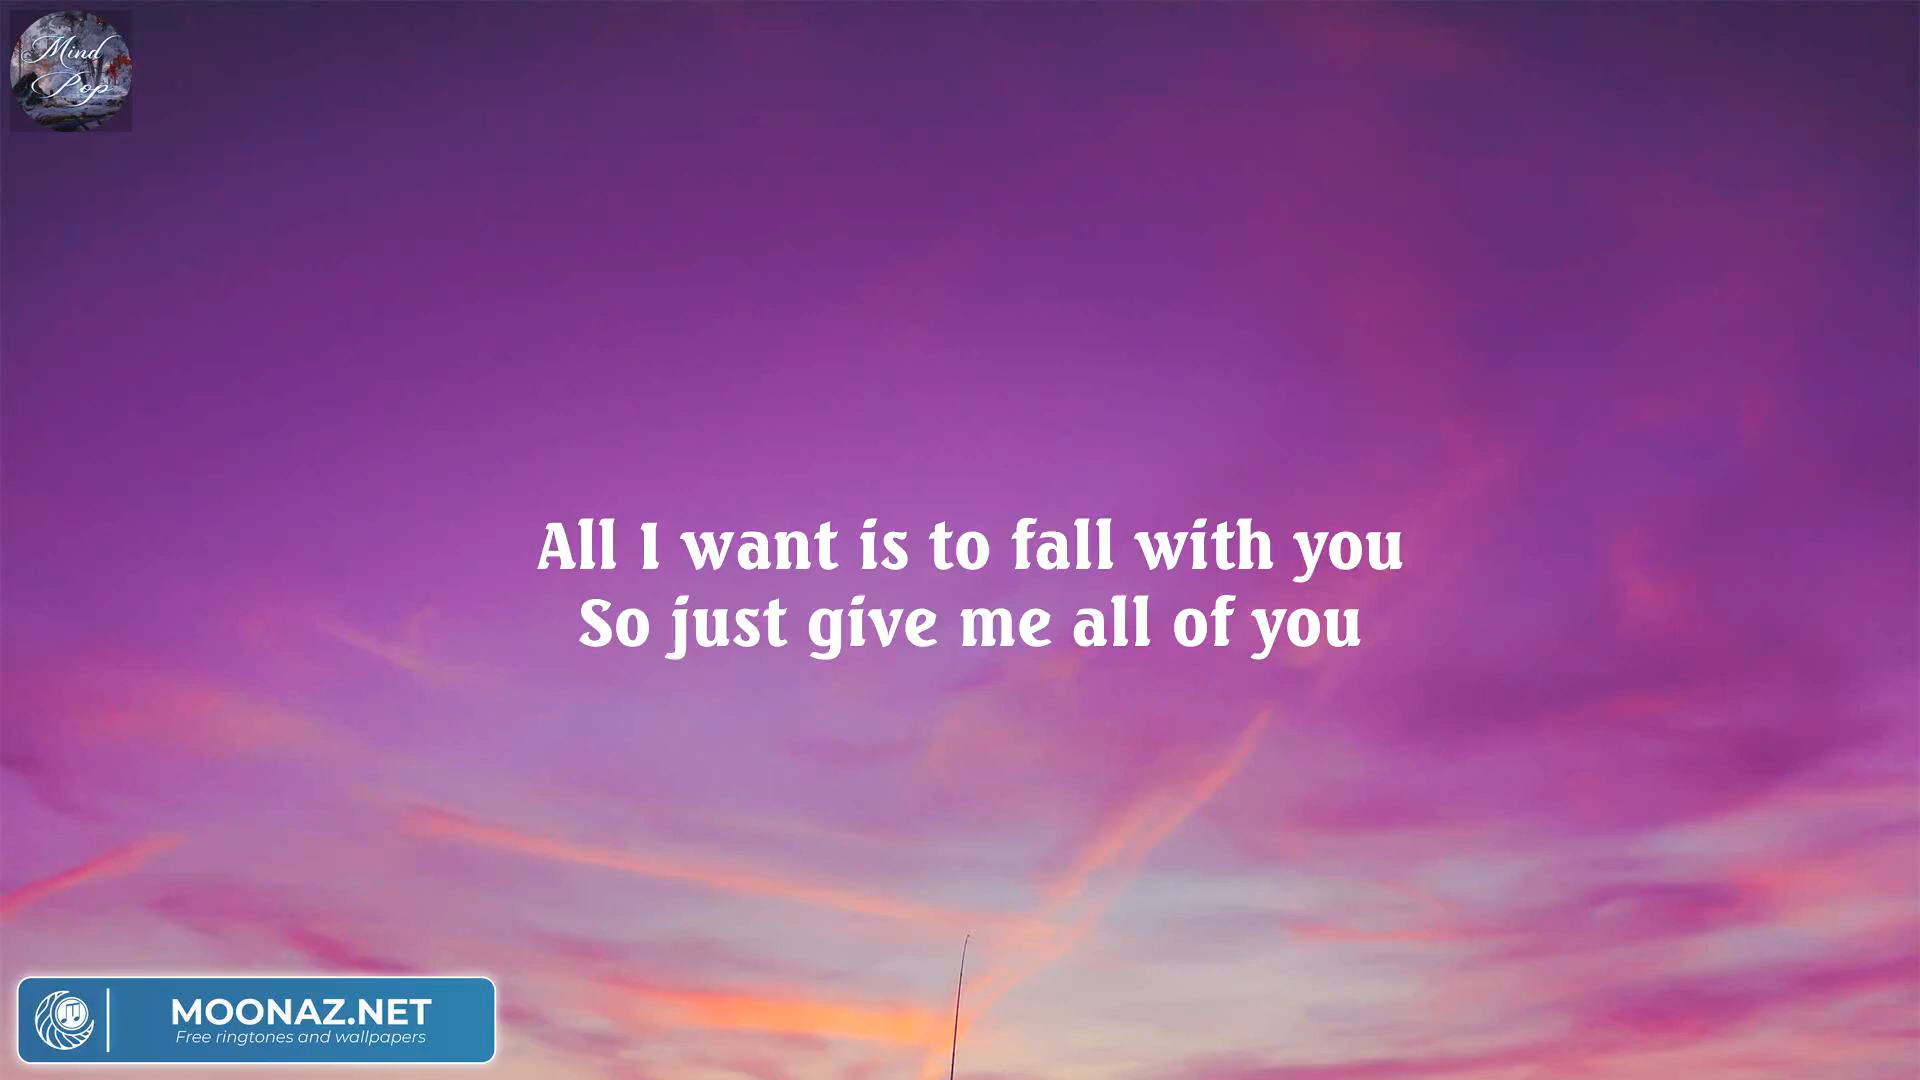 Mind
Pop
All I want is to fall with you
So just give me all of you
MOONAZ.NET
Free ringtones and wallpapers